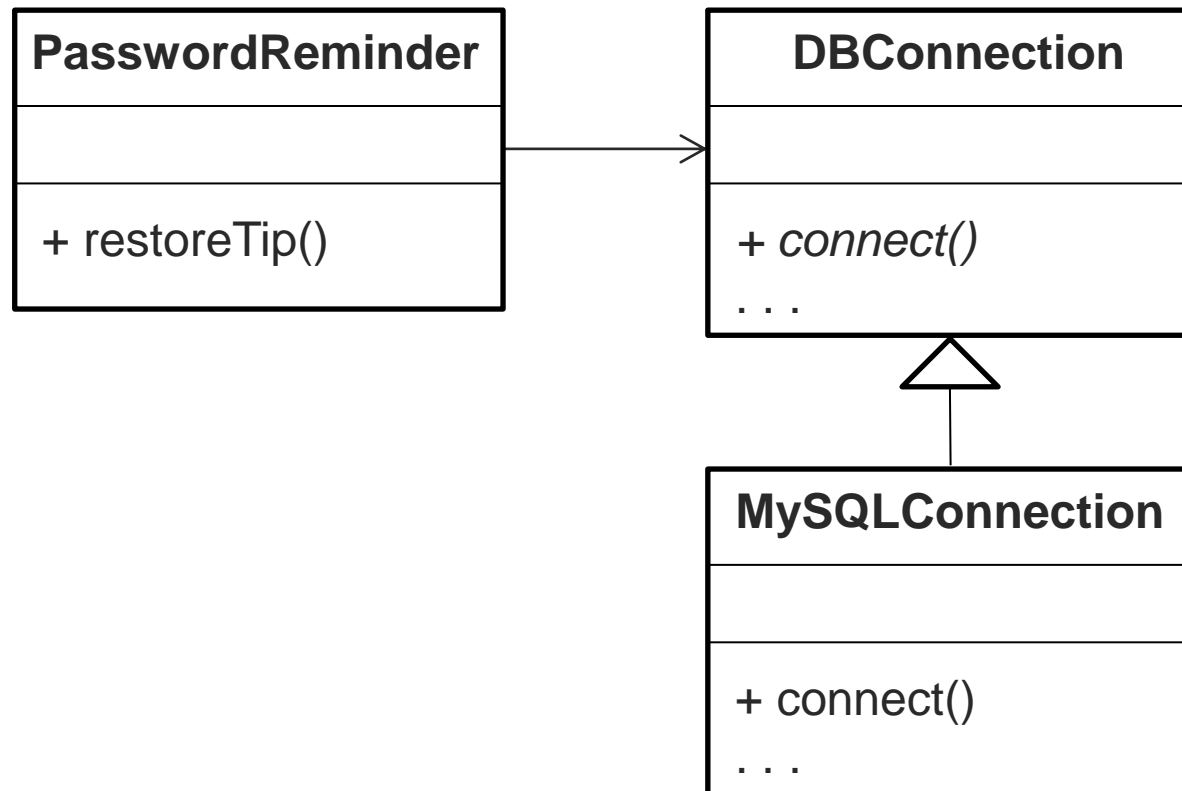 PasswordReminder
+ restoreTip()
DBConnection
+ connect()
. . .
MySQLConnection
+ connect()
. . .